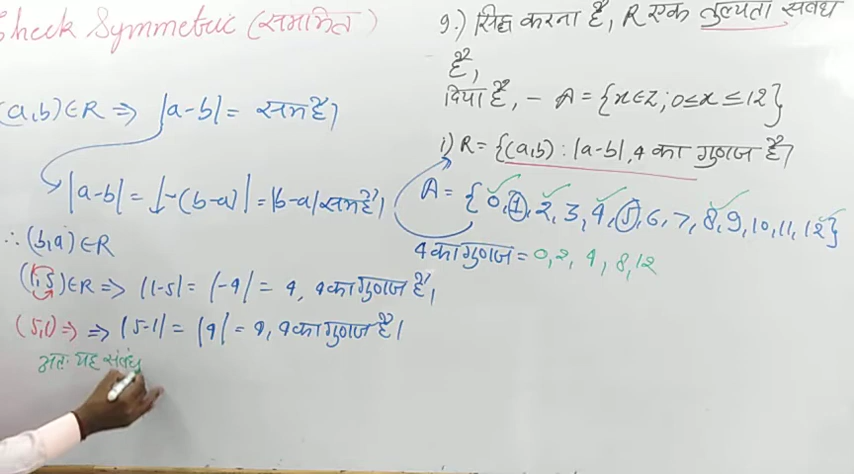 Check Symmetric (सममित)
(a,b)∈R ⇒ |a-b| = सम है।
|a-b| = |-(b-a)| = |b-a| सम है।
∴ (b,a)∈R
(1,5)∈R ⇒ |1-5| = |-4| = 4, 4 का गुणज है।
(5,1) ⇒ ⇒ |5-1| = |4| = 4, 4 का गुणज है।
अतः यह संबंध
9.) सिद्ध करना है, R एक तुल्यता संबंध
है,
दिया है, - A = {x∈Z; 0≤x≤12}
i) R = {(a,b) : |a-b|, 4 का गुणज है}
A = {0, 1, 2, 3, 4, 5, 6, 7, 8, 9, 10, 11, 12}
4 का गुणज = 0, 2, 4, 8, 12